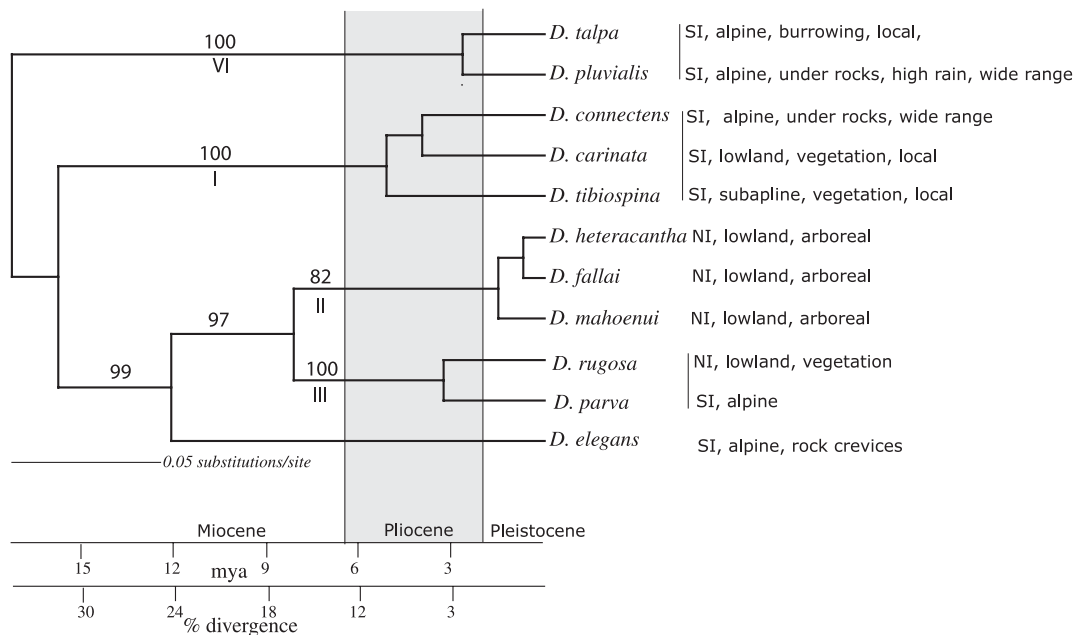 100
VI
D. talpa SI, alpine, burrowing, local,
D. pluvialis SI, alpine, under rocks, high rain, wide range
D. connectens SI, alpine, under rocks, wide range
100
I
D. carinata SI, lowland, vegetation, local
D. tibiospina SI, subapline, vegetation, local
D. heteracantha NI, lowland, arboreal
82
II
D. fallai NI, lowland, arboreal
D. mahoenui NI, lowland, arboreal
97
99
100
III
D. rugosa NI, lowland, vegetation
D. parva SI, alpine
D. elegans SI, alpine, rock crevices
0.05 substitutions/site
Miocene Pliocene Pleistocene
15 12 mya 9 6 3
30 24 18 12 3
% divergence